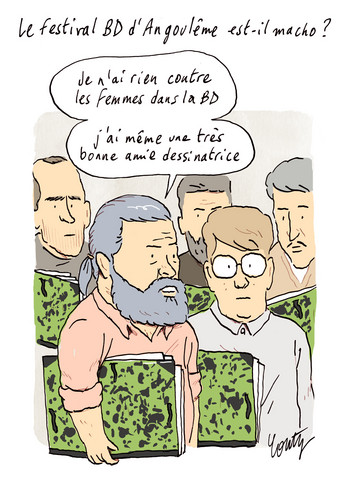 Le festival BD d'Angoulême est-il macho ?
Je n'ai rien contre
les femmes dans la BD
j'ai même une très
bonne amie dessinatrice